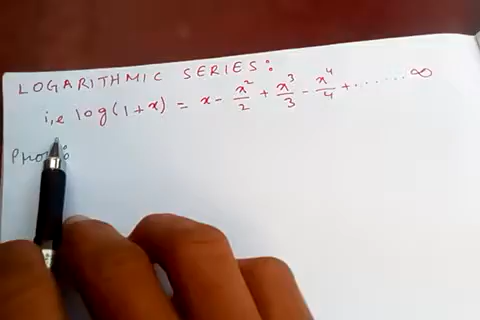 LOGARITHMIC SERIES:
i,e log(1+x) = x - x²/2 + x³/3 - x⁴/4 + ....... ∞